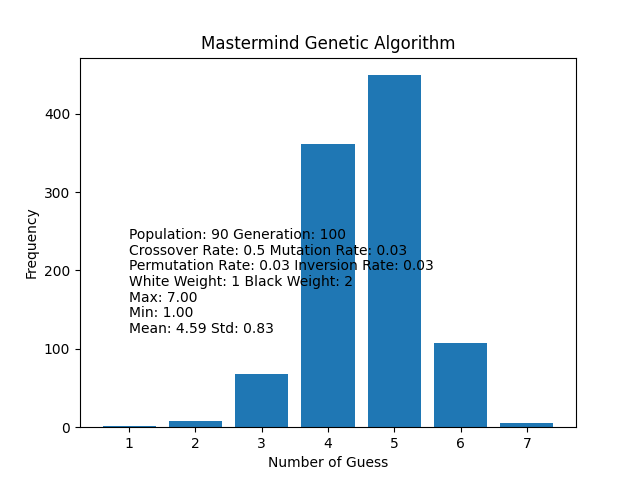 Mastermind Genetic Algorithm
400
300
200
100
0
Frequency
Population: 90 Generation: 100
Crossover Rate: 0.5 Mutation Rate: 0.03
Permutation Rate: 0.03 Inversion Rate: 0.03
White Weight: 1 Black Weight: 2
Max: 7.00
Min: 1.00
Mean: 4.59 Std: 0.83
1 2 3 4 5 6 7
Number of Guess